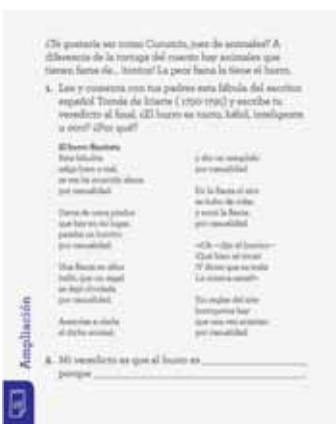 ¿Te gustaría ser como Cunatón, juez de animales? A
diferencia de la tortuga del cuento hay animales que
tienen fama de... ¡tontos! La peor fama la tiene el burro.
1. Lee y comenta con tus padres esta fábula del escritor
español Tomás de Iriarte (1750-1791) y escribe tu
veredicto al final. ¿El burro es tonto, hábil, inteligente
u otro? ¿Por qué?
El burro flautista
Esta fabulita,
salga bien o mal,
me ha ocurrido ahora
por casualidad.
Cerca de unos prados
que hay en mi lugar,
pasaba un borrico
por casualidad.
Una flauta en ellos
halló, que un zagal
se dejó olvidada
por casualidad.
Acercóse a olerla
el dicho animal,
y dio un resoplido
por casualidad.
En la flauta el aire
se hubo de colar,
y sonó la flauta
por casualidad.
«Oh —dijo el borrico—
¡Qué bien sé tocar!
¡Y dirán que es mala
La música asnal!»
Sin reglas del arte
borriquitos hay
que una vez aciertan
por casualidad.
2. Mi veredicto es que el burro es
porque
Ampliación